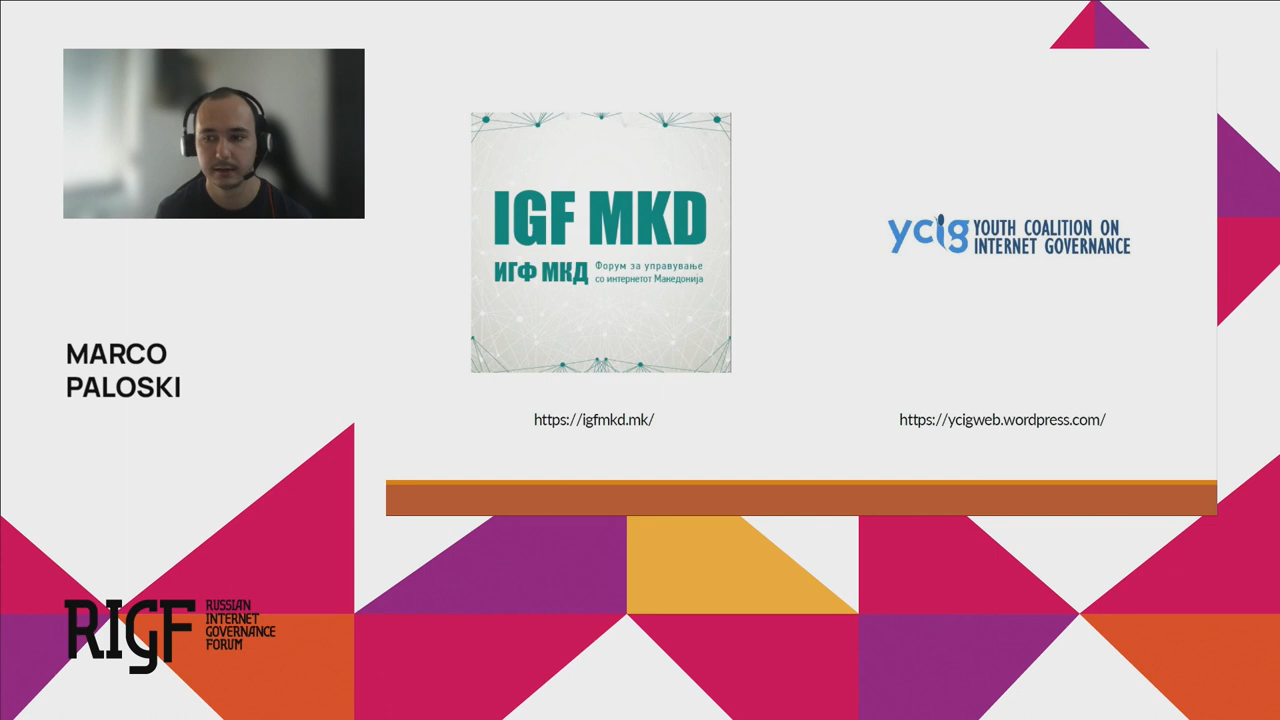 MARCO
PALOSKI
IGF MKD
ИГФ МКД
Форум за управување
со интернетот Македонија
https://igfmkd.mk/
ycig
YOUTH COALITION ON
INTERNET GOVERNANCE
https://ycigweb.wordpress.com/
RIGF
RUSSIAN
INTERNET
GOVERNANCE
FORUM